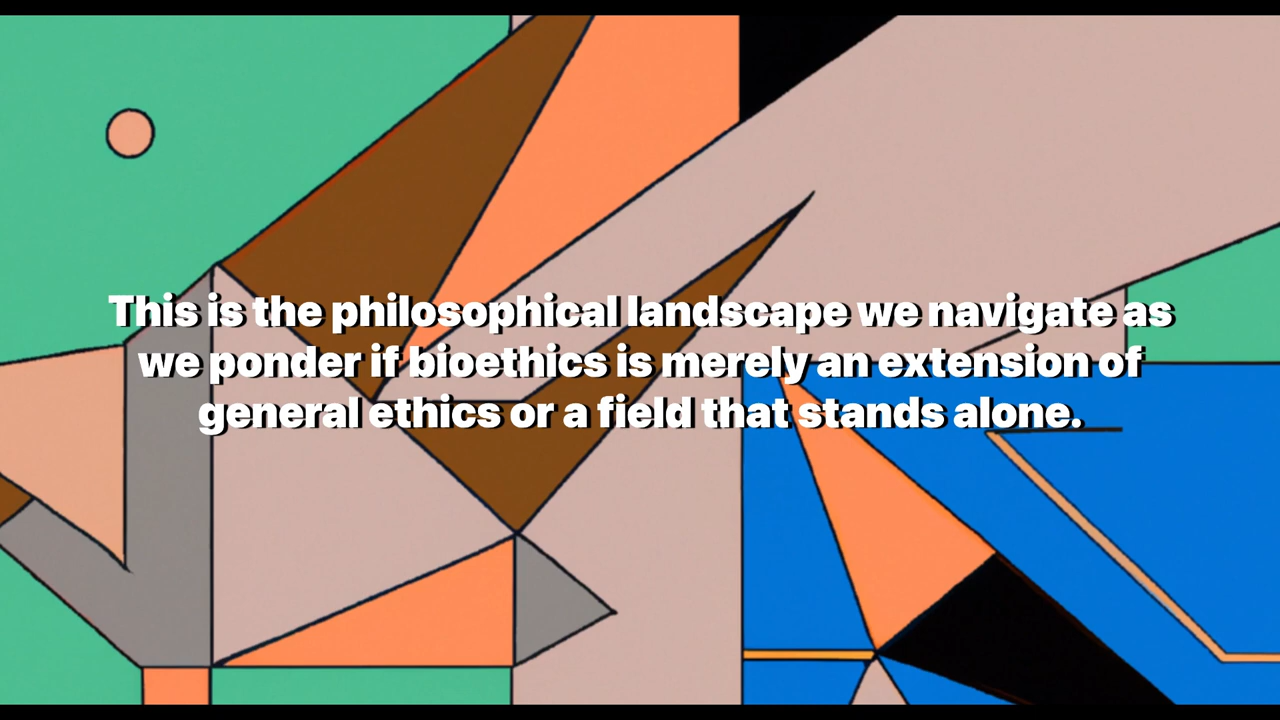 This is the philosophical landscape we navigate as
we ponder if bioethics is merely an extension of
general ethics or a field that stands alone.